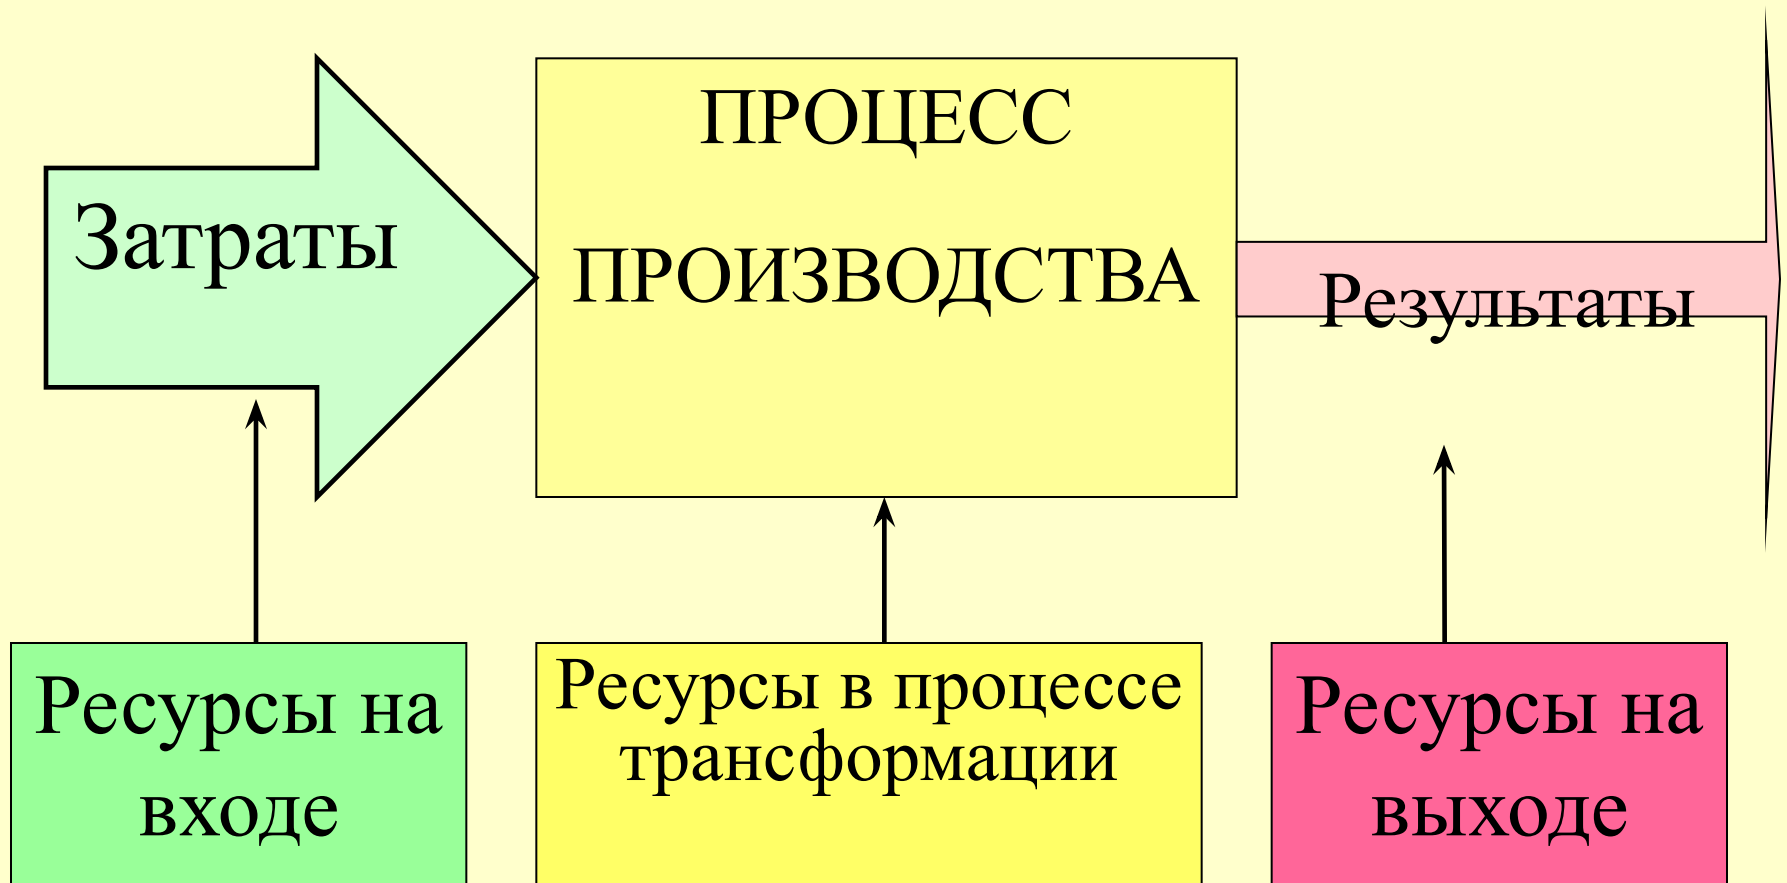 Затраты
ПРОЦЕСС
ПРОИЗВОДСТВА
Результаты
Ресурсы на
входе
Ресурсы в процессе
трансформации
Ресурсы на
выходе